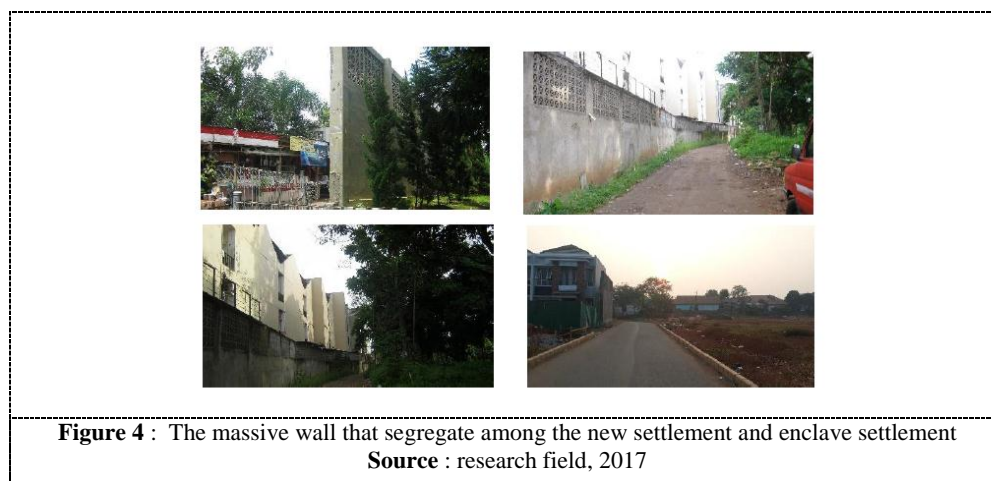 Figure 4 :  The massive wall that segregate among the new settlement and enclave settlement
Source : research field, 2017